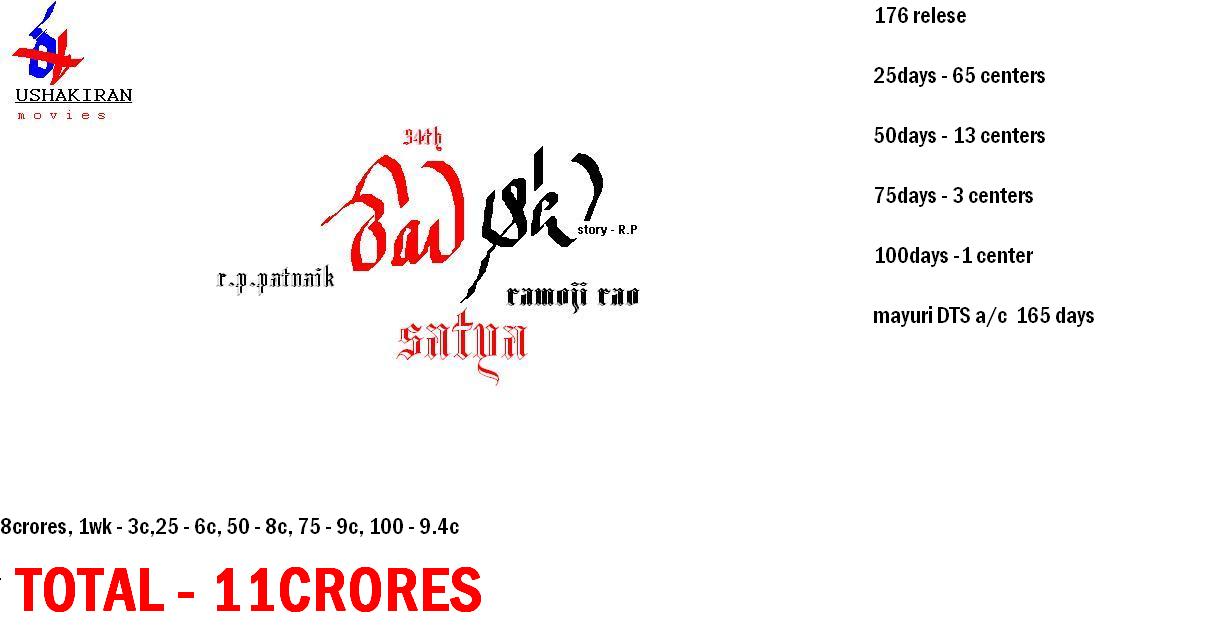 USHAKIRAN
movies
34th
story - R.P
r.p.patnaik
ramoji rao
satya
176 relese
25days - 65 centers
50days - 13 centers
75days - 3 centers
100days -1 center
mayuri DTS a/c 165 days
8crores, 1wk - 3c,25 - 6c, 50 - 8c, 75 - 9c, 100 - 9.4c
TOTAL - 11CRORES